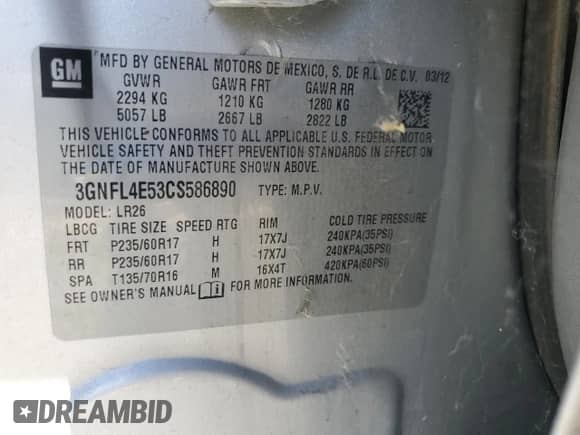 GM
MFD BY GENERAL MOTORS DE MEXICO, S. DE R.L. DE C.V. 03/12
GVWR GAWR FRT GAWR RR
2294 KG 1210 KG 1280 KG
5057 LB 2667 LB 2822 LB
THIS VEHICLE CONFORMS TO ALL APPLICABLE U.S. FEDERAL MOTOR
VEHICLE SAFETY AND THEFT PREVENTION STANDARDS IN EFFECT ON
THE DATE OF MANUFACTURE SHOWN ABOVE.
3GNFL4E53CS586890 TYPE: M.P.V.
MODEL: LR26
LBCG TIRE SIZE SPEED RTG RIM COLD TIRE PRESSURE
FRT P235/60R17 H 17X7J 240KPA(35PSI)
RR P235/60R17 H 17X7J 240KPA(35PSI)
SPA T135/70R16 M 16X4T 420KPA(60PSI)
SEE OWNER'S MANUAL FOR MORE INFORMATION.
DREAMBID